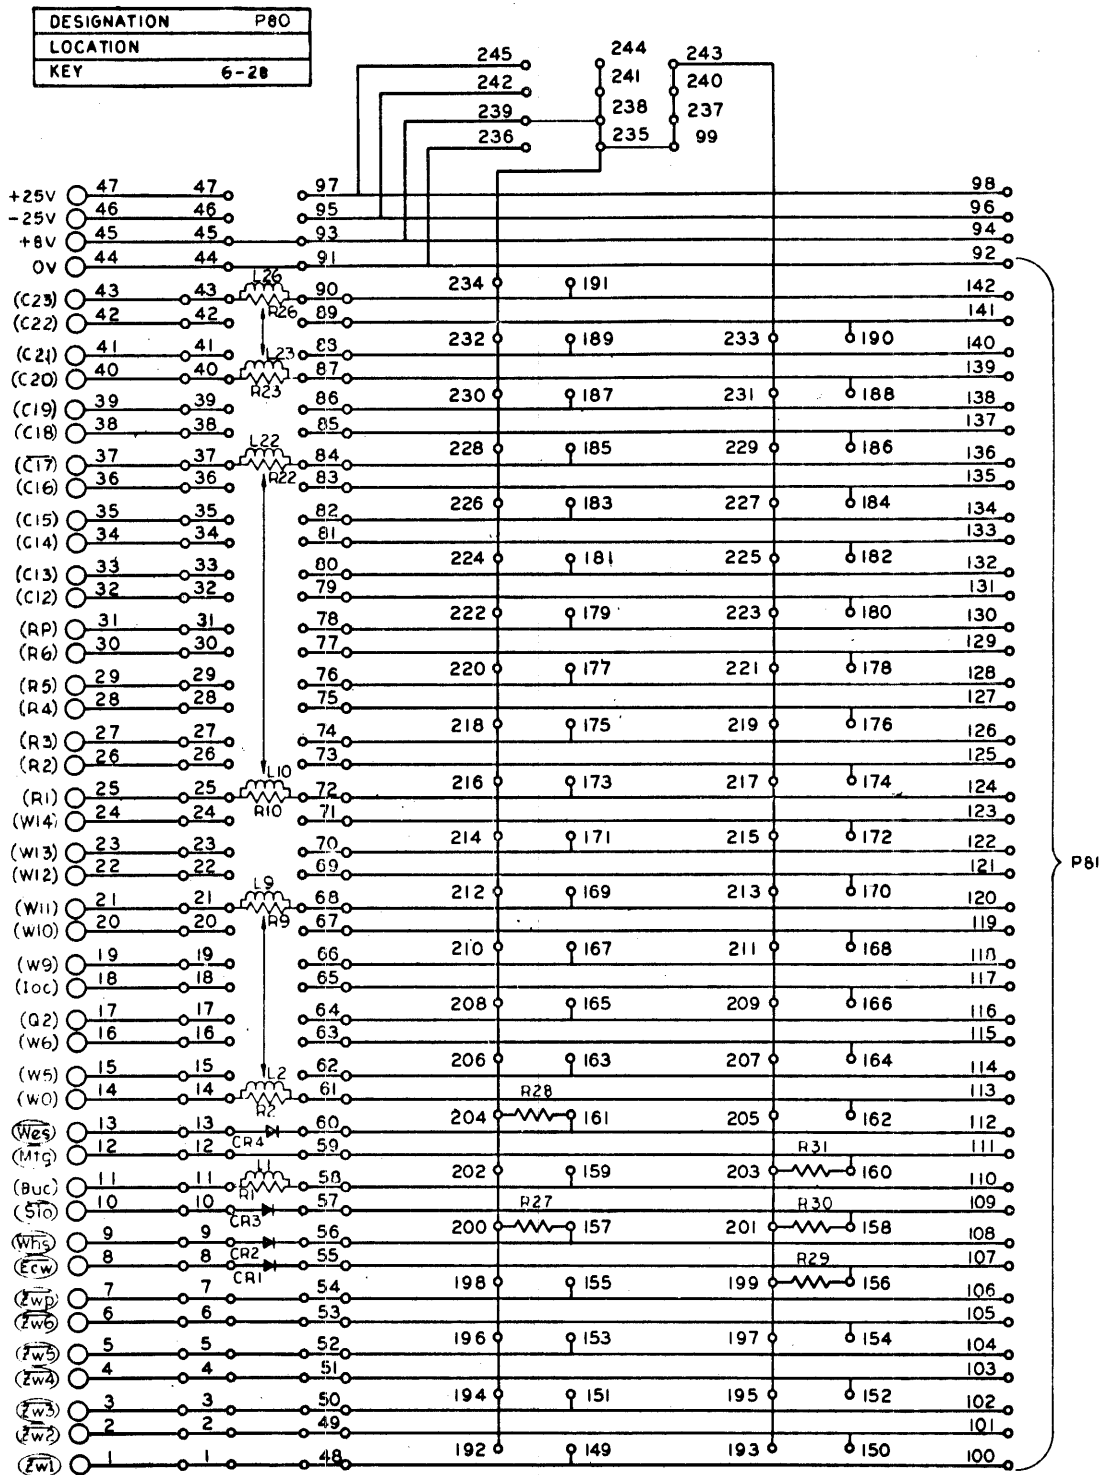 DESIGNATION P80
LOCATION
KEY 6-28
245 244 243
242 241 240
239 238 237
236 235 99
+25V 47 47 97 98
-25V 46 46 95 96
+8V 45 45 93 94
0V 44 44 91 92
L26
234 191
(C23) 43 43 90 142
R26
(C22) 42 42 89 141
232 189 233 190
(C21) 41 41 L23 83 140
(C20) 40 40 87 139
R23
230 187 231 188
(C19) 39 39 86 138
(C18) 38 38 85 137
L22
228 185 229 186
(C17) 37 37 84 136
R22
(C16) 36 36 83 135
226 183 227 184
(C15) 35 35 82 134
(C14) 34 34 81 133
224 181 225 182
(C13) 33 33 80 132
(C12) 32 32 79 131
222 179 223 180
(RP) 31 31 78 130
(R6) 30 30 77 129
220 177 221 178
(R5) 29 29 76 128
(R4) 28 28 75 127
218 175 219 176
(R3) 27 27 74 126
(R2) 26 26 73 125
L10
216 173 217 174
(R1) 25 25 72 124
R10
(W14) 24 24 71 123
214 171 215 172
(W13) 23 23 70 122
(W12) 22 22 69 121
P81
L9
212 169 213 170
(W11) 21 21 68 120
R9
(W10) 20 20 67 119
210 167 211 168
(W9) 19 19 66 118
(Ioc) 18 18 65 117
208 165 209 166
(Q2) 17 17 64 116
(W6) 16 16 63 115
206 163 207 164
(W5) 15 15 62 114
L2
(W0) 14 14 61 113
R2
R28
204 161 205 162
(Wes) 13 13 60 112
CR4
(Mtg) 12 12 59 111
R31
L1
202 159 203 160
(Buc) 11 11 58 110
R1
(Sio) 10 10 57 109
CR3
R27 R30
200 157 201 158
(Whs) 9 9 56 108
CR2
(Ecw) 8 8 55 107
CR1
R29
198 155 199 156
(Zwp) 7 7 54 106
(Zw6) 6 6 53 105
196 153 197 154
(Zw5) 5 5 52 104
(Zw4) 4 4 51 103
194 151 195 152
(Zw3) 3 3 50 102
(Zw2) 2 2 49 101
192 149 193 150
(Zw1) 1 1 48 100